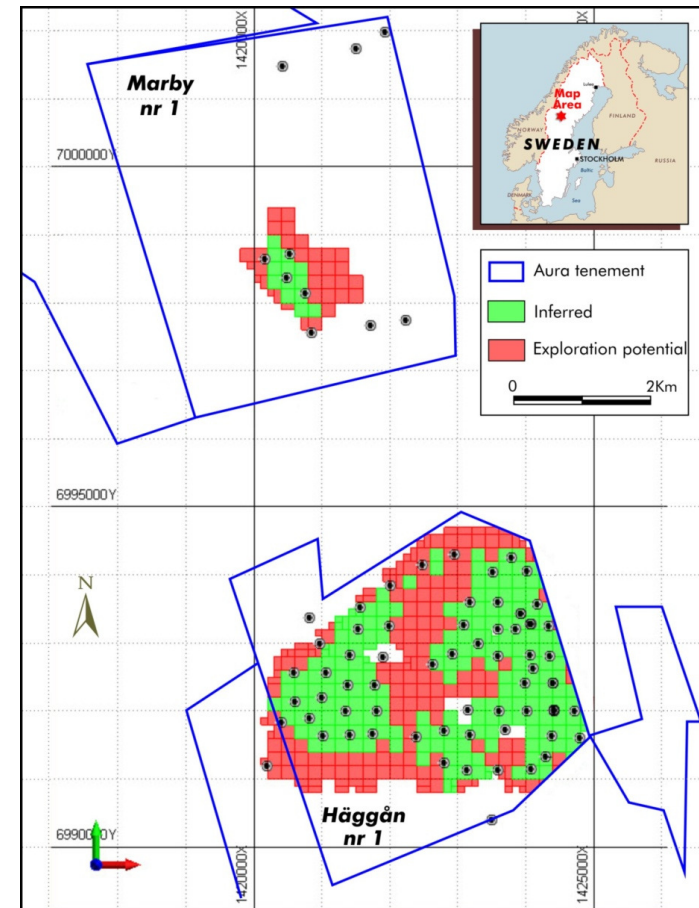 1420000X
Marby
nr 1
7000000Y
Luleå
Map
Area
FINLAND
NORWAY
SWEDEN
STOCKHOLM
RUSSIA
Baltic
Sea
DENMARK
Aura tenement
Inferred
Exploration potential
0
2Km
6995000Y
N
Häggån
nr 1
6990000Y
1420000X
1425000X